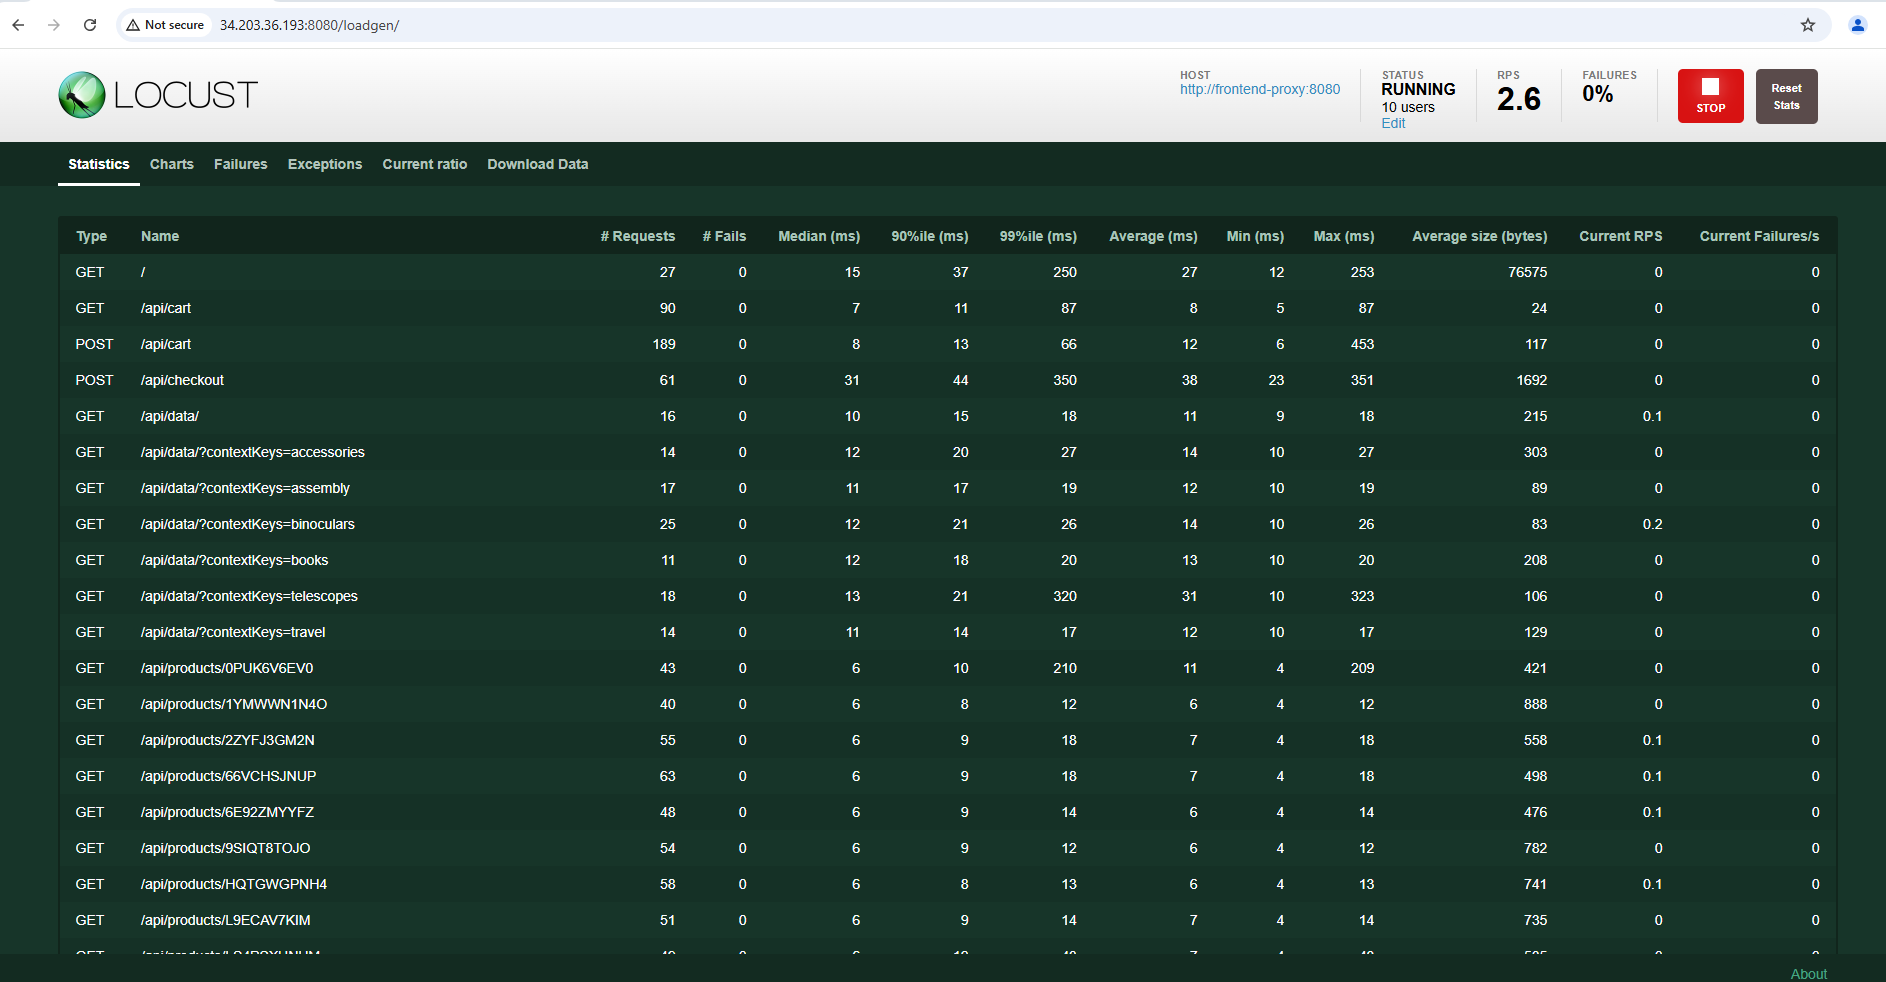 Not secure 34.203.36.193:8080/loadgen/
LOCUST
HOST
http://frontend-proxy:8080
STATUS
RUNNING
10 users
Edit
RPS
2.6
FAILURES
0%
STOP
Reset
Stats
Statistics Charts Failures Exceptions Current ratio Download Data
Type Name # Requests # Fails Median (ms) 90%ile (ms) 99%ile (ms) Average (ms) Min (ms) Max (ms) Average size (bytes) Current RPS Current Failures/s
GET / 27 0 15 37 250 27 12 253 76575 0 0
GET /api/cart 90 0 7 11 87 8 5 87 24 0 0
POST /api/cart 189 0 8 13 66 12 6 453 117 0 0
POST /api/checkout 61 0 31 44 350 38 23 351 1692 0 0
GET /api/data/ 16 0 10 15 18 11 9 18 215 0.1 0
GET /api/data/?contextKeys=accessories 14 0 12 20 27 14 10 27 303 0 0
GET /api/data/?contextKeys=assembly 17 0 11 17 19 12 10 19 89 0 0
GET /api/data/?contextKeys=binoculars 25 0 12 21 26 14 10 26 83 0.2 0
GET /api/data/?contextKeys=books 11 0 12 18 20 13 10 20 208 0 0
GET /api/data/?contextKeys=telescopes 18 0 13 21 320 31 10 323 106 0 0
GET /api/data/?contextKeys=travel 14 0 11 14 17 12 10 17 129 0 0
GET /api/products/0PUK6V6EV0 43 0 6 10 210 11 4 209 421 0 0
GET /api/products/1YMWWN1N4O 40 0 6 8 12 6 4 12 888 0 0
GET /api/products/2ZYFJ3GM2N 55 0 6 9 18 7 4 18 558 0.1 0
GET /api/products/66VCHSJNUP 63 0 6 9 18 7 4 18 498 0.1 0
GET /api/products/6E92ZMYYFZ 48 0 6 9 14 6 4 14 476 0.1 0
GET /api/products/9SIQT8TOJO 54 0 6 9 12 6 4 12 782 0 0
GET /api/products/HQTGWGPNH4 58 0 6 8 13 6 4 13 741 0.1 0
GET /api/products/L9ECAV7KIM 51 0 6 9 14 7 4 14 735 0 0
About